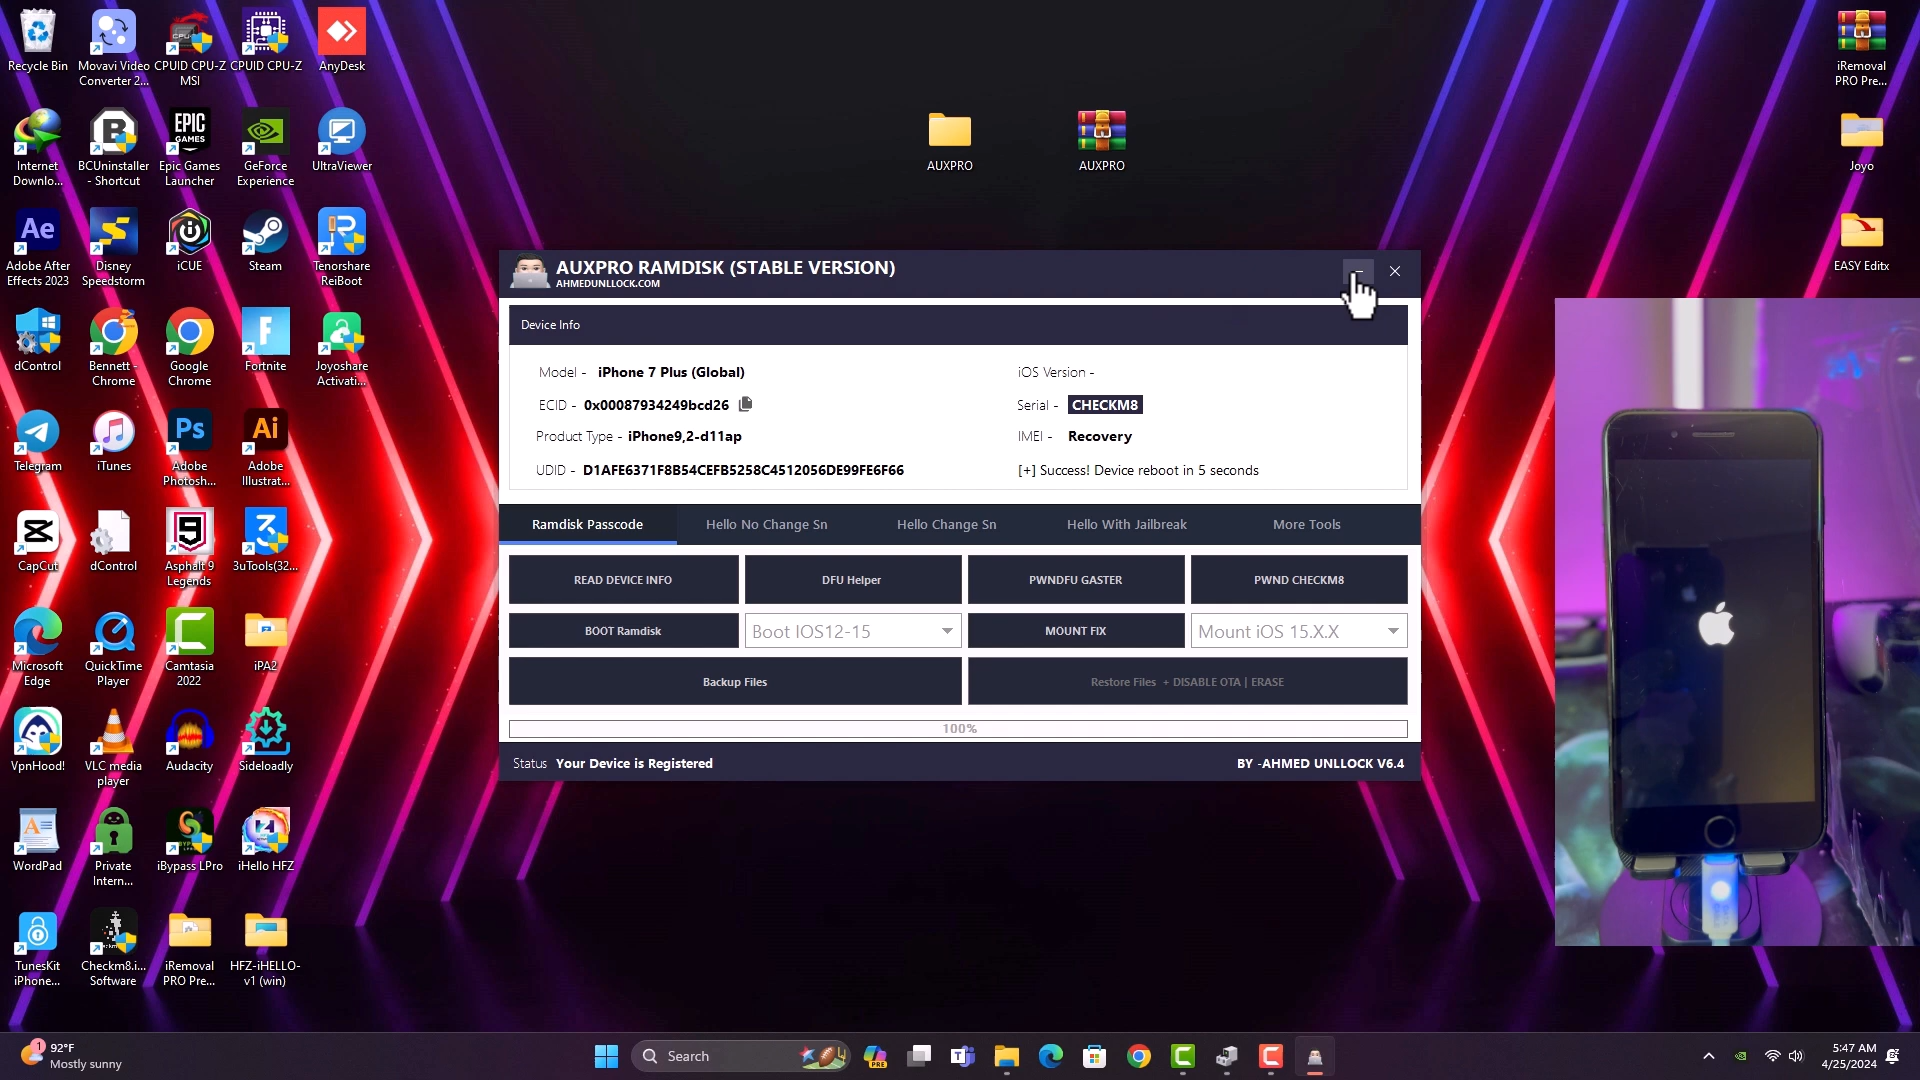 Recycle Bin
Movavi Video
Converter 2...
CPUID CPU-Z
MSI
CPUID CPU-Z
AnyDesk
Internet
Downlo...
BCUninstaller
- Shortcut
EPIC
GAMES
Epic Games
Launcher
GeForce
Experience
UltraViewer
Ae
Adobe After
Effects 2023
Disney
Speedstorm
iCUE
Steam
Tenorshare
ReiBoot
dControl
Bennett -
Chrome
Google
Chrome
Fortnite
Joyoshare
Activati...
Telegram
iTunes
Ps
Adobe
Photosh...
Ai
Adobe
Illustrat...
CapCut
dControl
Asphalt 9
Legends
3uTools(32...
Microsoft
Edge
QuickTime
Player
Camtasia
2022
iPA2
VpnHood!
VLC media
player
Audacity
Sideloadly
WordPad
Private
Intern...
iBypass LPro
iHello HFZ
TunesKit
iPhone...
Checkm8.i...
Software
iRemoval
PRO Pre...
HFZ-iHELLO-
v1 (win)
AUXPRO
AUXPRO
iRemoval
PRO Pre...
Joyo
EASY Editx
AUXPRO RAMDISK (STABLE VERSION)
AHMEDUNLLOCK.COM
Device Info
Model - iPhone 7 Plus (Global)
iOS Version -
ECID - 0x00087934249bcd26
Serial - CHECKM8
Product Type - iPhone9,2-d11ap
IMEI - Recovery
UDID - D1AFE6371F8B54CEFB5258C4512056DE99FE6F66
[+] Success! Device reboot in 5 seconds
Ramdisk Passcode
Hello No Change Sn
Hello Change Sn
Hello With Jailbreak
More Tools
READ DEVICE INFO
DFU Helper
PWNDFU GASTER
PWND CHECKM8
BOOT Ramdisk
Boot IOS12-15
MOUNT FIX
Mount iOS 15.X.X
Backup Files
Restore Files + DISABLE OTA | ERASE
100%
Status Your Device is Registered
BY -AHMED UNLLOCK V6.4
1
92°F
Mostly sunny
Search
PRE
5:47 AM
4/25/2024